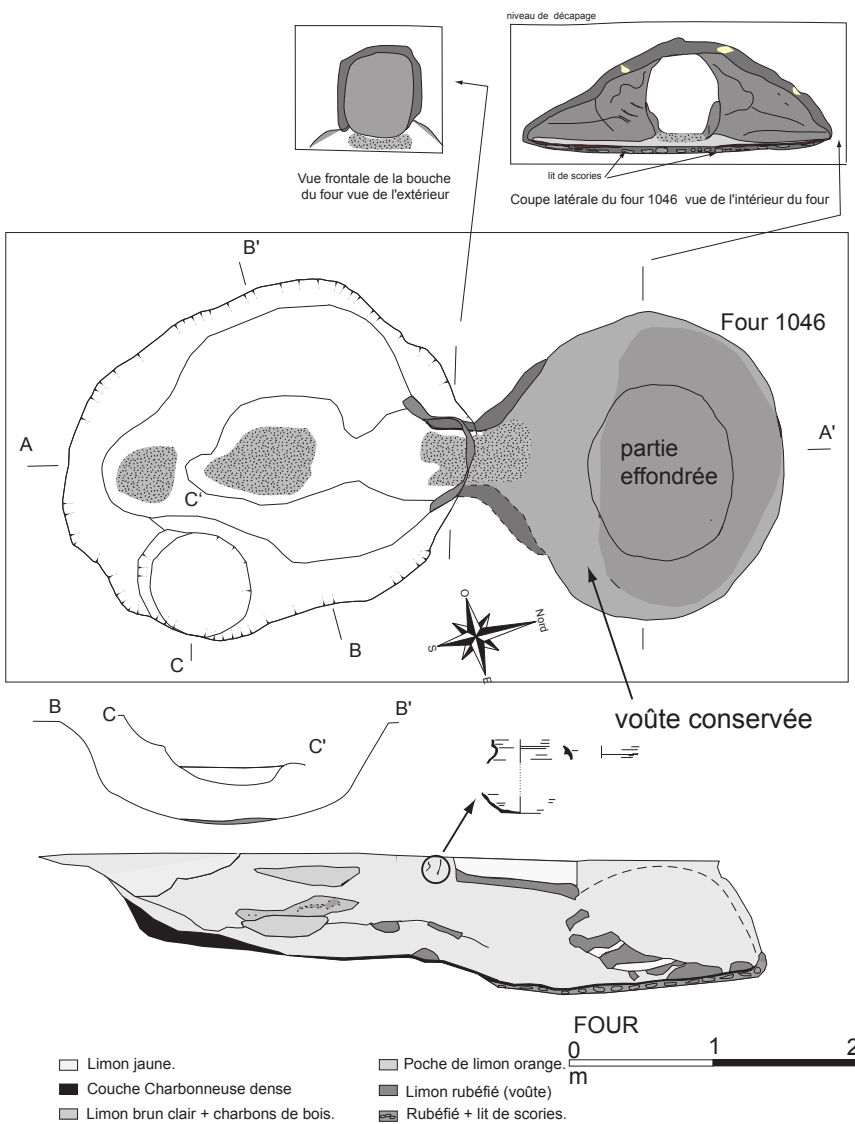 niveau de décapage
lit de scories
Vue frontale de la bouche
du four vue de l'extérieur
Coupe latérale du four 1046 vue de l'intérieur du four
B'
Four 1046
A
A'
partie
effondrée
C'
O
Nord
S
E
B
C
voûte conservée
B
C
B'
C'
FOUR
0
1
2
m
Limon jaune.
Couche Charbonneuse dense
Limon brun clair + charbons de bois.
Poche de limon orange.
Limon rubéfié (voûte)
Rubéfié + lit de scories.